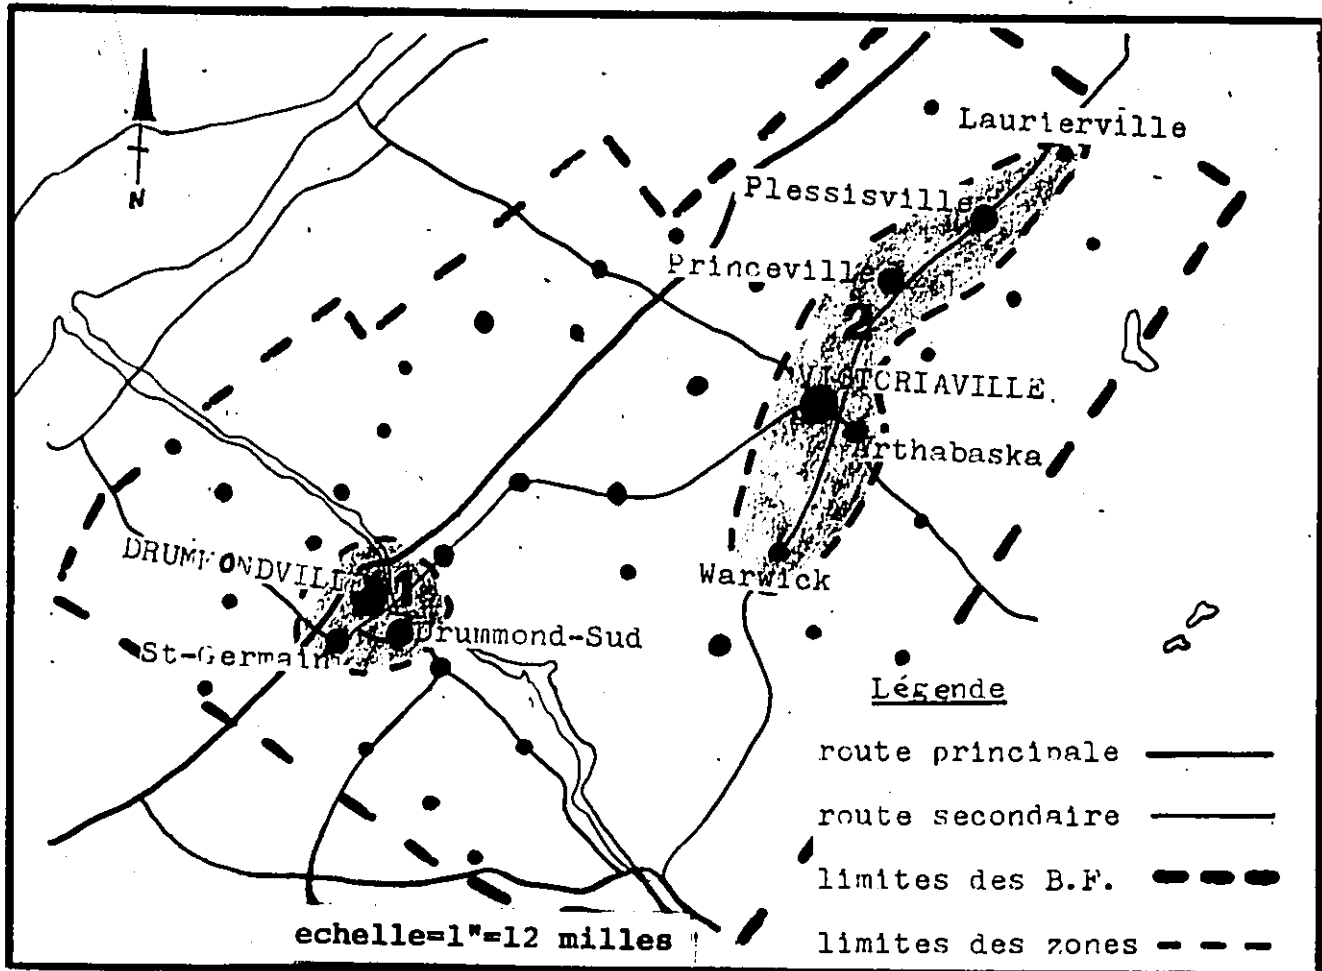 N
Laurierville
Plessisville
Princeville
2
VICTORIAVILLE
Arthabaska
DRUMMONDVILLE
1
Warwick
Drummond-Sud
St-Germain
Légende
route principale
route secondaire
limites des B.F.
limites des zones
echelle=1"=12 milles